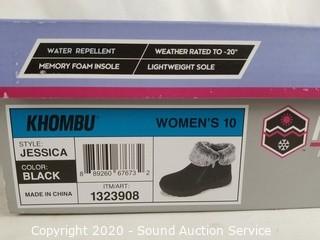 WATER REPELLENT
WEATHER RATED TO -20°
MEMORY FOAM INSOLE
LIGHTWEIGHT SOLE
KHOMBU
WOMEN'S 10
STYLE:
JESSICA
COLOR:
BLACK
MADE IN CHINA
8 89260 67673 2
ITM/ART:
1323908
Copyright 2020 - Sound Auction Service